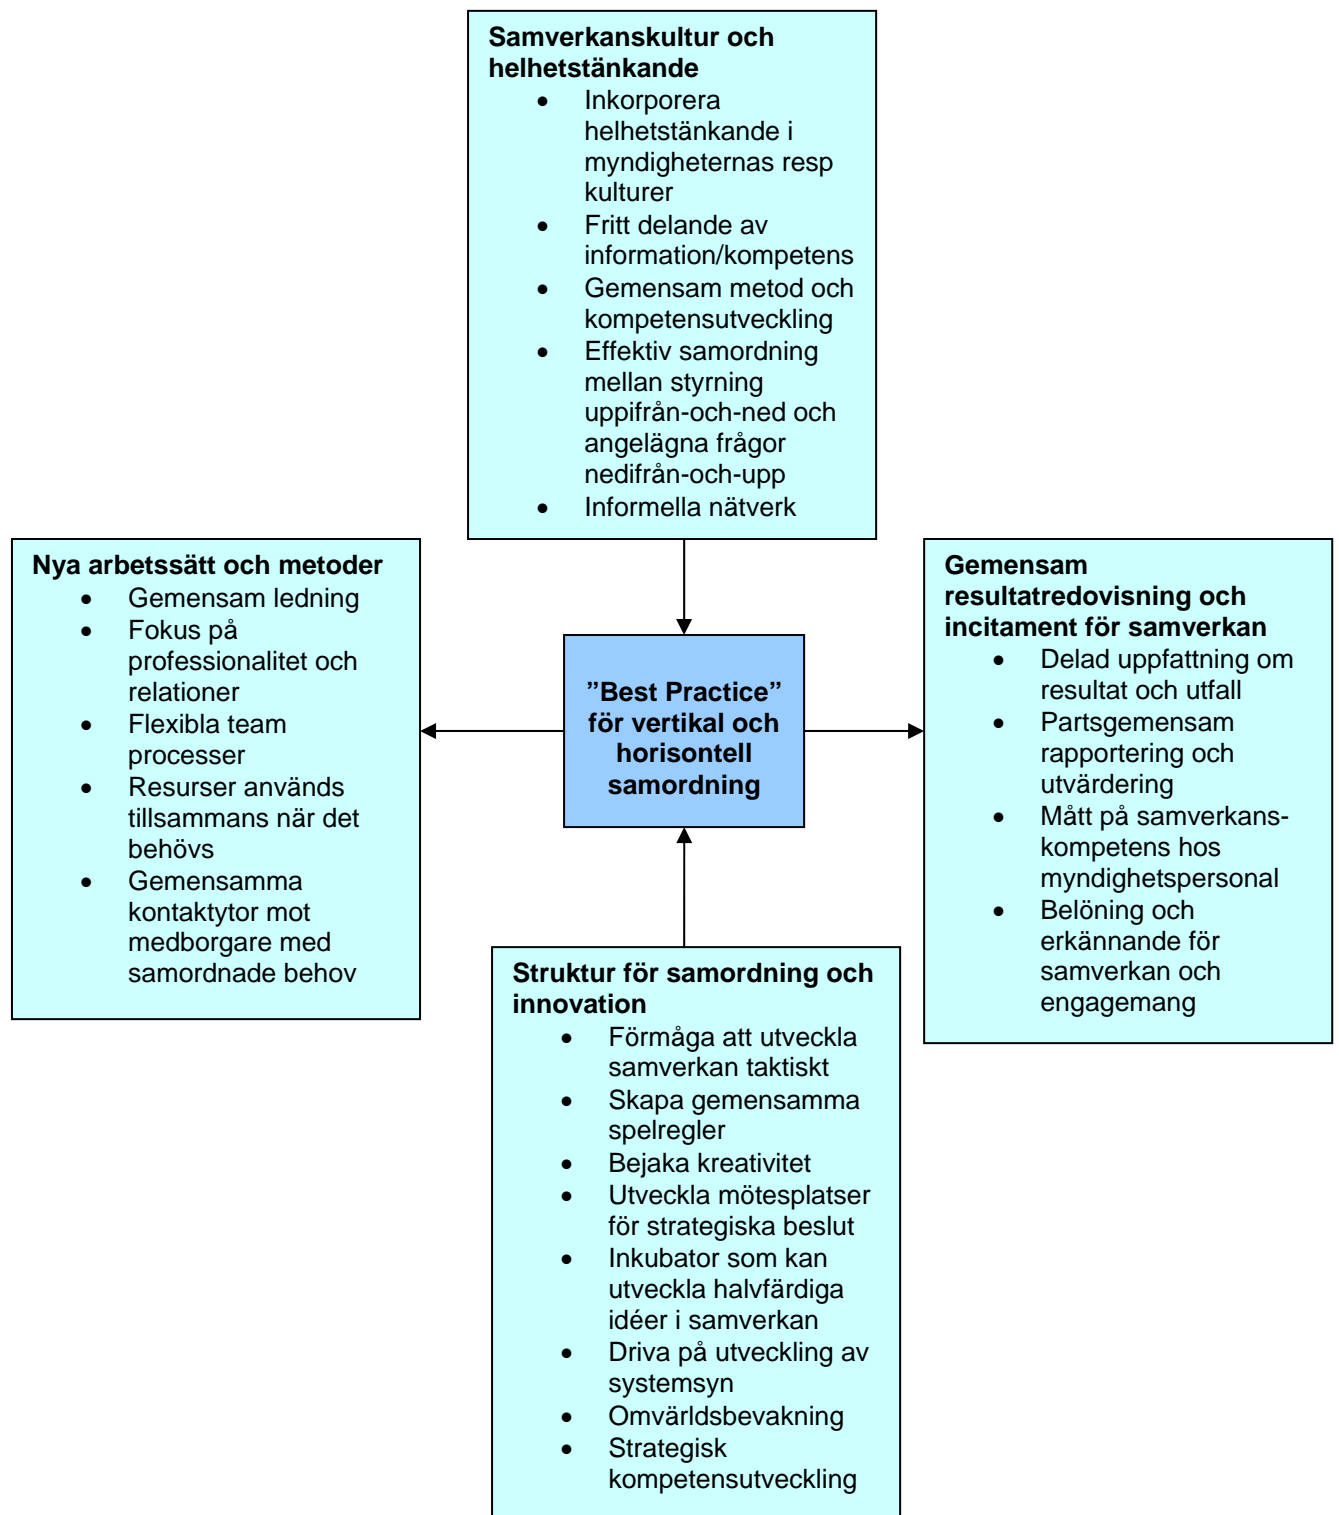 Samverkanskultur och
helhetstänkande
• Inkorporera
helhetstänkande i
myndigheternas resp
kulturer
• Fritt delande av
information/kompetens
• Gemensam metod och
kompetensutveckling
• Effektiv samordning
mellan styrning
uppifrån-och-ned och
angelägna frågor
nedifrån-och-upp
• Informella nätverk
Nya arbetssätt och metoder
• Gemensam ledning
• Fokus på
professionalitet och
relationer
• Flexibla team
processer
• Resurser används
tillsammans när det
behövs
• Gemensamma
kontaktytor mot
medborgare med
samordnade behov
”Best Practice”
för vertikal och
horisontell
samordning
Gemensam
resultatredovisning och
incitament för samverkan
• Delad uppfattning om
resultat och utfall
• Partsgemensam
rapportering och
utvärdering
• Mått på samverkans-
kompetens hos
myndighetspersonal
• Belöning och
erkännande för
samverkan och
engagemang
Struktur för samordning och
innovation
• Förmåga att utveckla
samverkan taktiskt
• Skapa gemensamma
spelregler
• Bejaka kreativitet
• Utveckla mötesplatser
för strategiska beslut
• Inkubator som kan
utveckla halvfärdiga
idéer i samverkan
• Driva på utveckling av
systemsyn
• Omvärldsbevakning
• Strategisk
kompetensutveckling